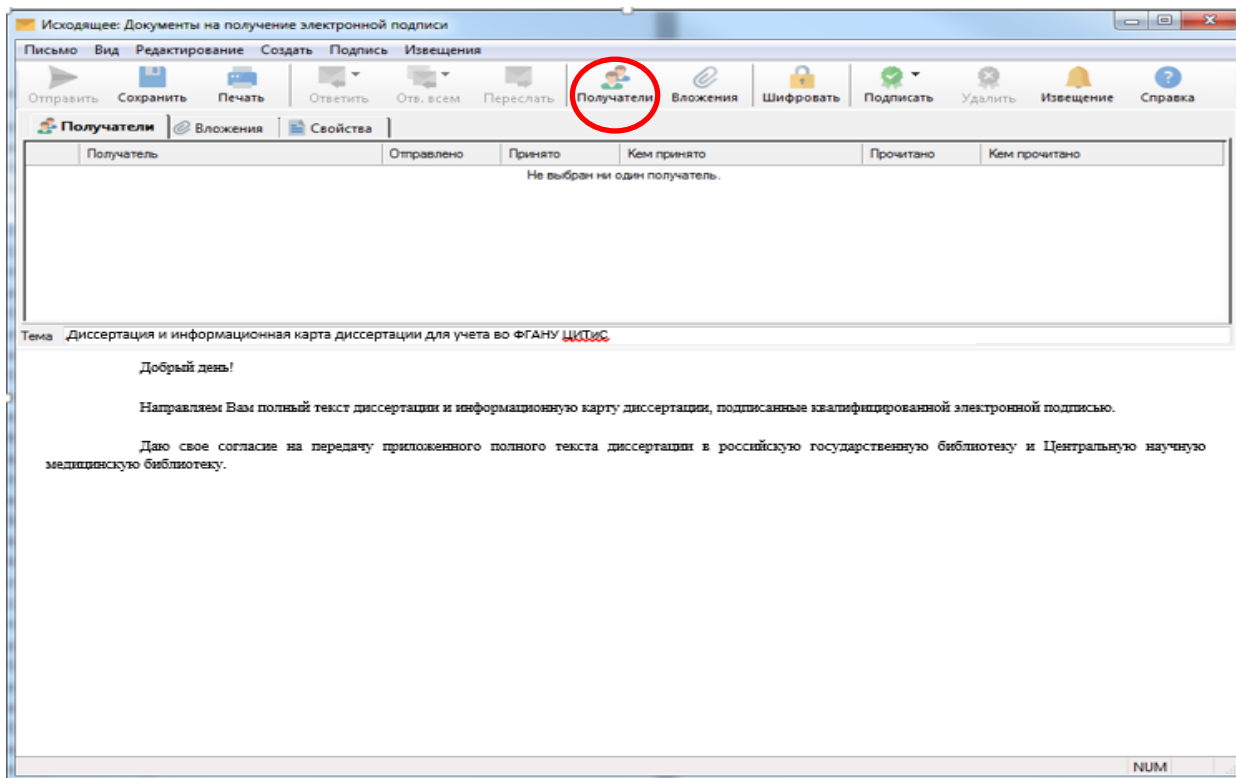 Исходящее: Документы на получение электронной подписи
Письмо Вид Редактирование Создать Подпись Извещения
Отправить Сохранить Печать Ответить Отв. всем Переслать Получатели Вложения Шифровать Подписать Удалить Извещение Справка
Получатели Вложения Свойства
Получатель Отправлено Принято Кем принято Прочитано Кем прочитано
Не выбран ни один получатель.
Тема Диссертация и информационная карта диссертации для учета во ФГАНУ ЦИТиС
Добрый день!
Направляем Вам полный текст диссертации и информационную карту диссертации, подписанные квалифицированной электронной подписью.
Даю свое согласие на передачу приложенного полного текста диссертации в российскую государственную библиотеку и Центральную научную
медицинскую библиотеку.
NUM